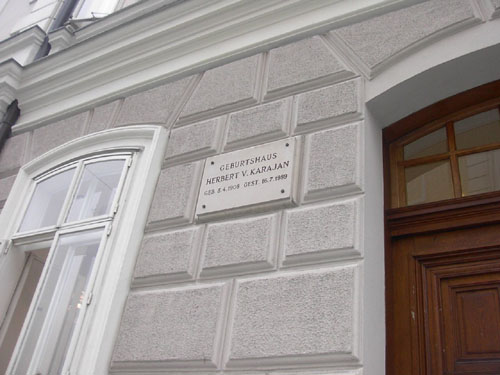 GEBURTSHAUS
HERBERT V. KARAJAN
GEB. 5.4.1908 GEST. 16.7.1989